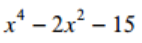 x⁴ − 2x² − 15